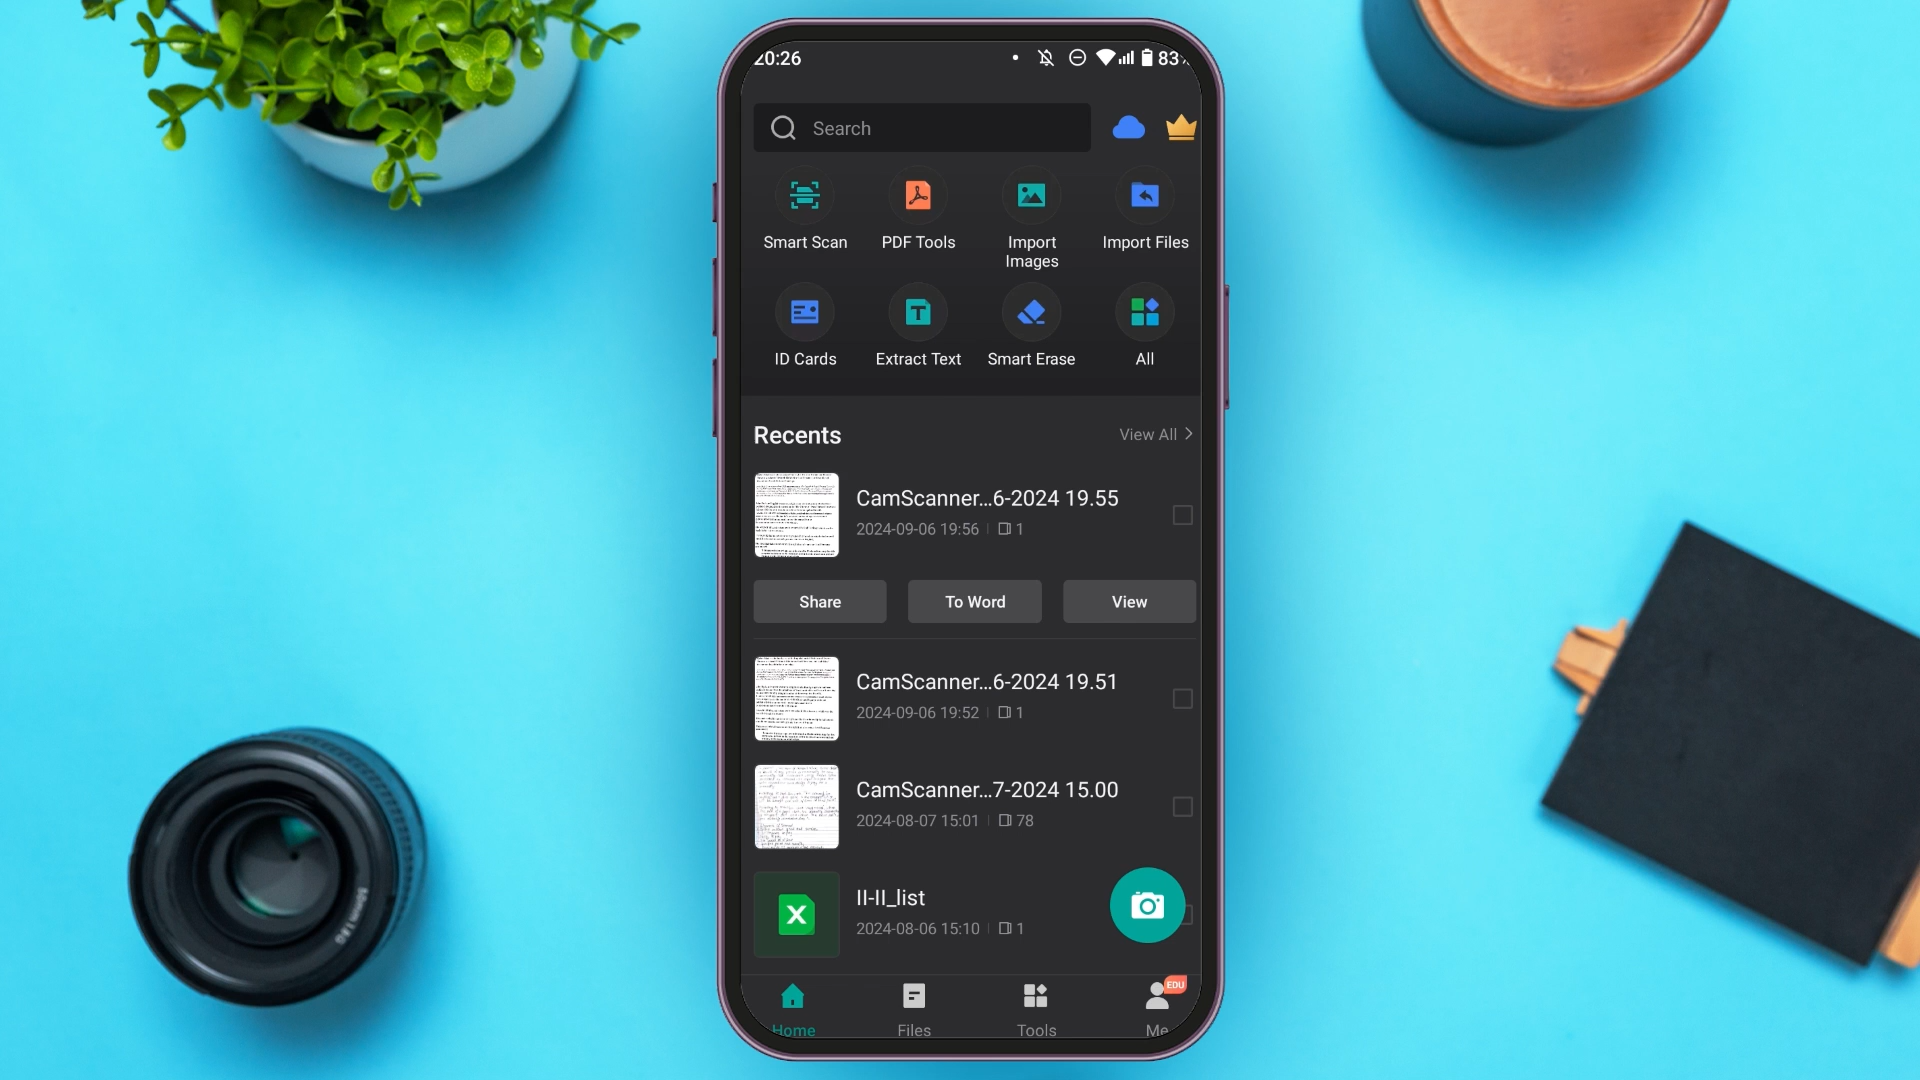 20:26
83
Search
Smart Scan
PDF Tools
Import Images
Import Files
ID Cards
Extract Text
Smart Erase
All
Recents
View All
CamScanner...6-2024 19.55
2024-09-06 19:56
1
Share
To Word
View
CamScanner...6-2024 19.51
2024-09-06 19:52
1
CamScanner...7-2024 15.00
2024-08-07 15:01
78
II-II_list
2024-08-06 15:10
1
EDU
Home
Files
Tools
Me